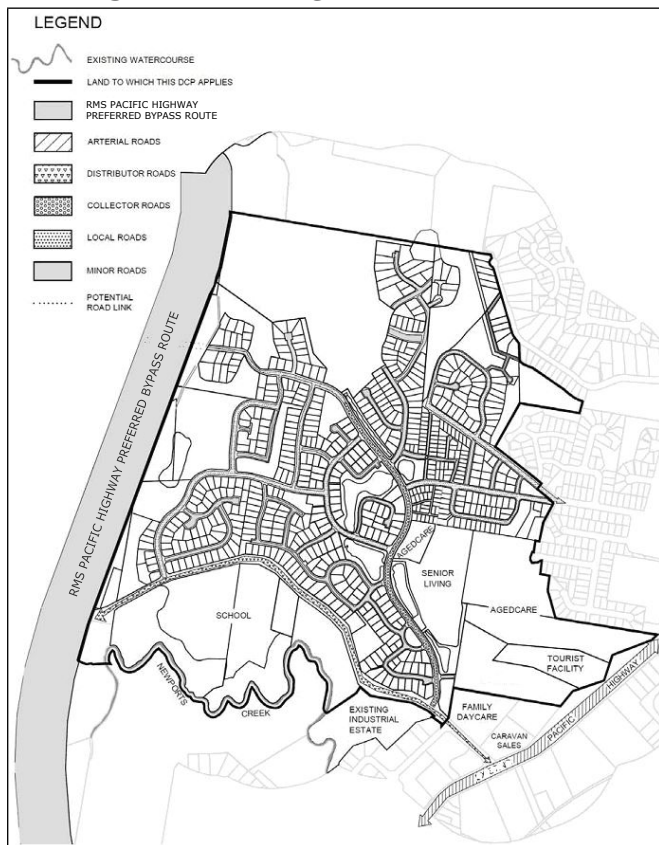 LEGEND
EXISTING WATERCOURSE
LAND TO WHICH THIS DCP APPLIES
RMS PACIFIC HIGHWAY
PREFERRED BYPASS ROUTE
ARTERIAL ROADS
DISTRIBUTOR ROADS
COLLECTOR ROADS
LOCAL ROADS
MINOR ROADS
POTENTIAL
ROAD LINK
RMS PACIFIC HIGHWAY PREFERRED BYPASS ROUTE
AGEDCARE
SENIOR
LIVING
AGEDCARE
SCHOOL
TOURIST
FACILITY
NEWPORTS
CREEK
EXISTING
INDUSTRIAL
ESTATE
FAMILY
DAYCARE
CARAVAN
SALES
PACIFIC
HIGHWAY